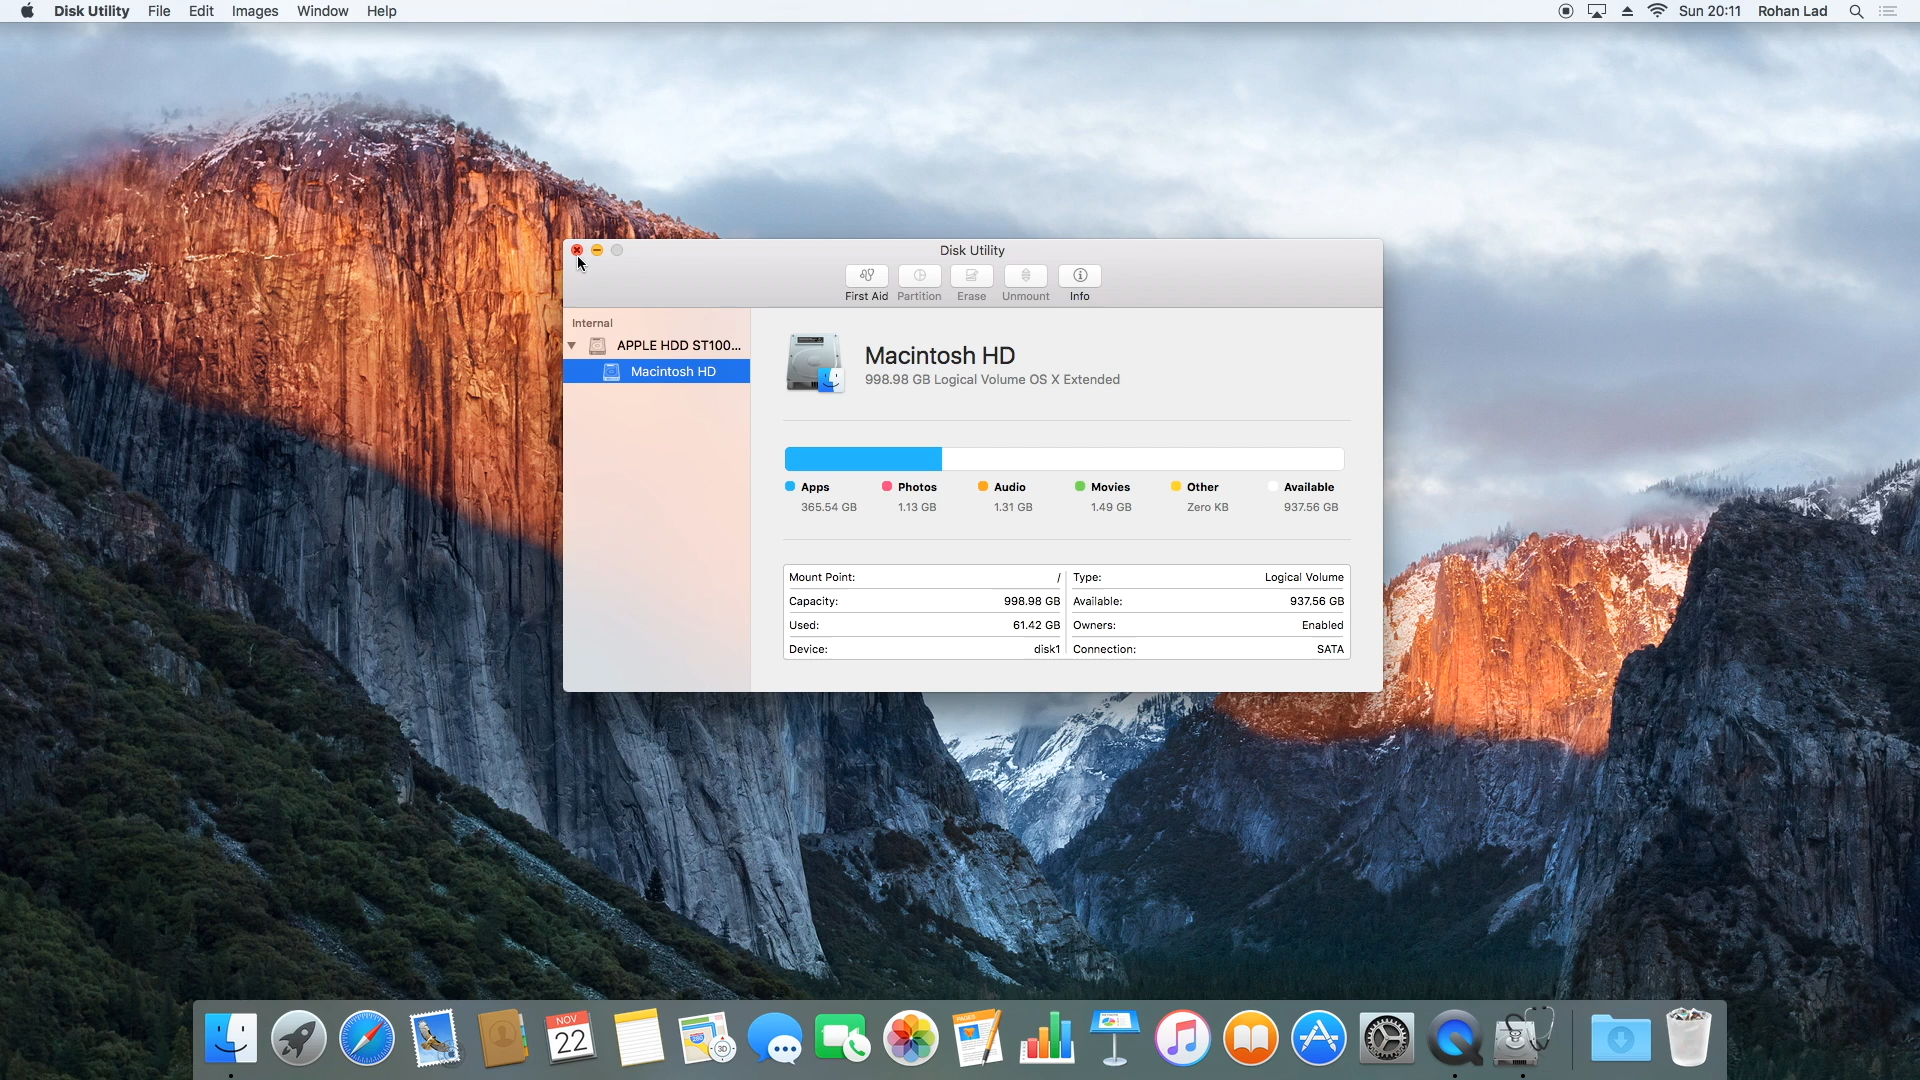 Disk Utility File Edit Images Window Help Sun 20:11 Rohan Lad
Disk Utility
First Aid Partition Erase Unmount Info
Internal
APPLE HDD ST100...
Macintosh HD
Macintosh HD
998.98 GB Logical Volume OS X Extended
Apps Photos Audio Movies Other Available
365.54 GB 1.13 GB 1.31 GB 1.49 GB Zero KB 937.56 GB
Mount Point: / Type: Logical Volume
Capacity: 998.98 GB Available: 937.56 GB
Used: 61.42 GB Owners: Enabled
Device: disk1 Connection: SATA
NOV
22
3D
PAGES